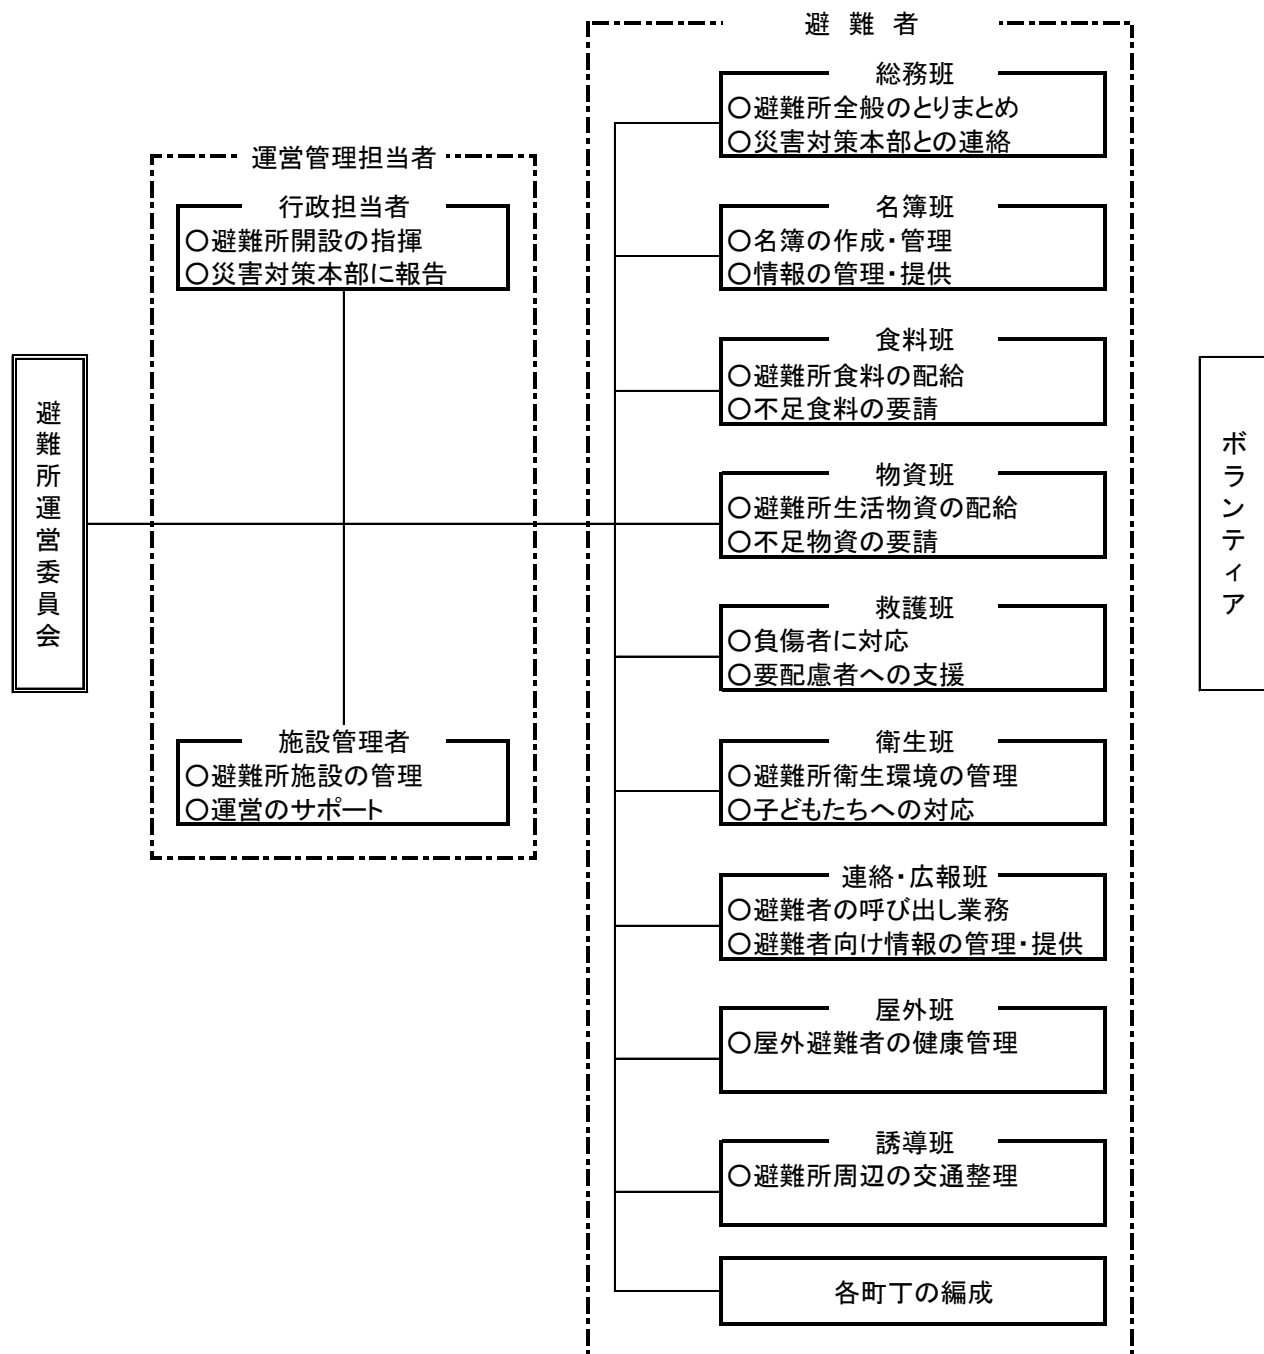 避難所運営委員会
運営管理担当者
行政担当者
○避難所開設の指揮
○災害対策本部に報告
施設管理者
○避難所施設の管理
○運営のサポート
避難者
総務班
○避難所全般のとりまとめ
○災害対策本部との連絡
名簿班
○名簿の作成・管理
○情報の管理・提供
食料班
○避難所食料の配給
○不足食料の要請
物資班
○避難所生活物資の配給
○不足物資の要請
救護班
○負傷者に対応
○要配慮者への支援
衛生班
○避難所衛生環境の管理
○子どもたちへの対応
連絡・広報班
○避難者の呼び出し業務
○避難者向け情報の管理・提供
屋外班
○屋外避難者の健康管理
誘導班
○避難所周辺の交通整理
各町丁の編成
ボランティア